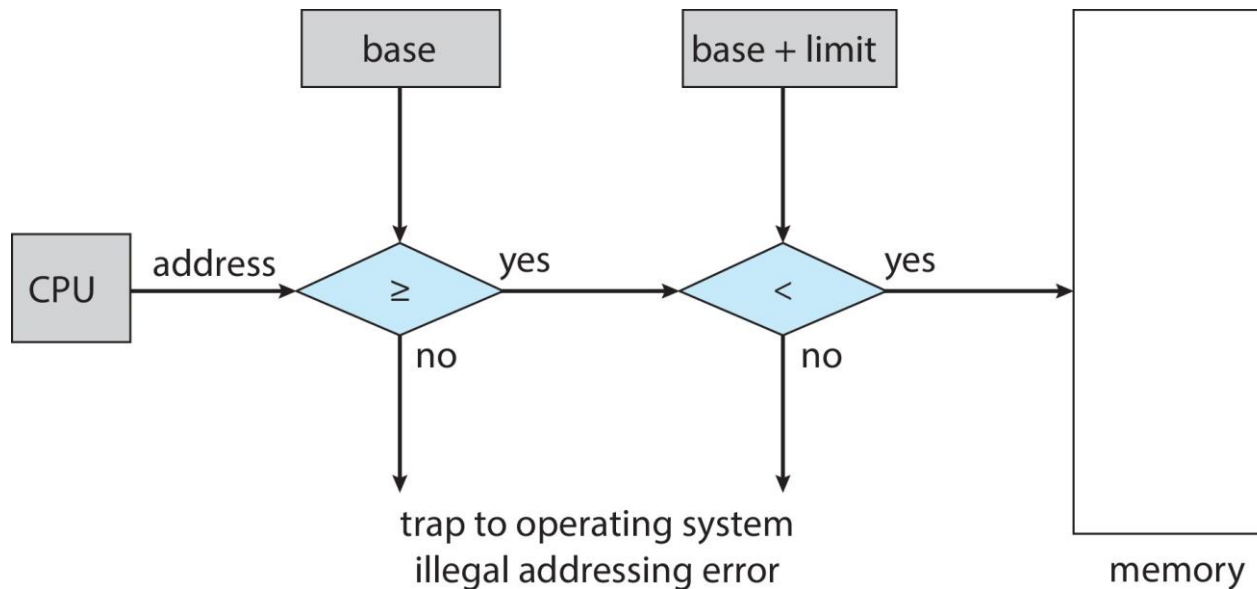 base
base + limit
CPU
address
≥
yes
<
yes
no
no
trap to operating system
illegal addressing error
memory